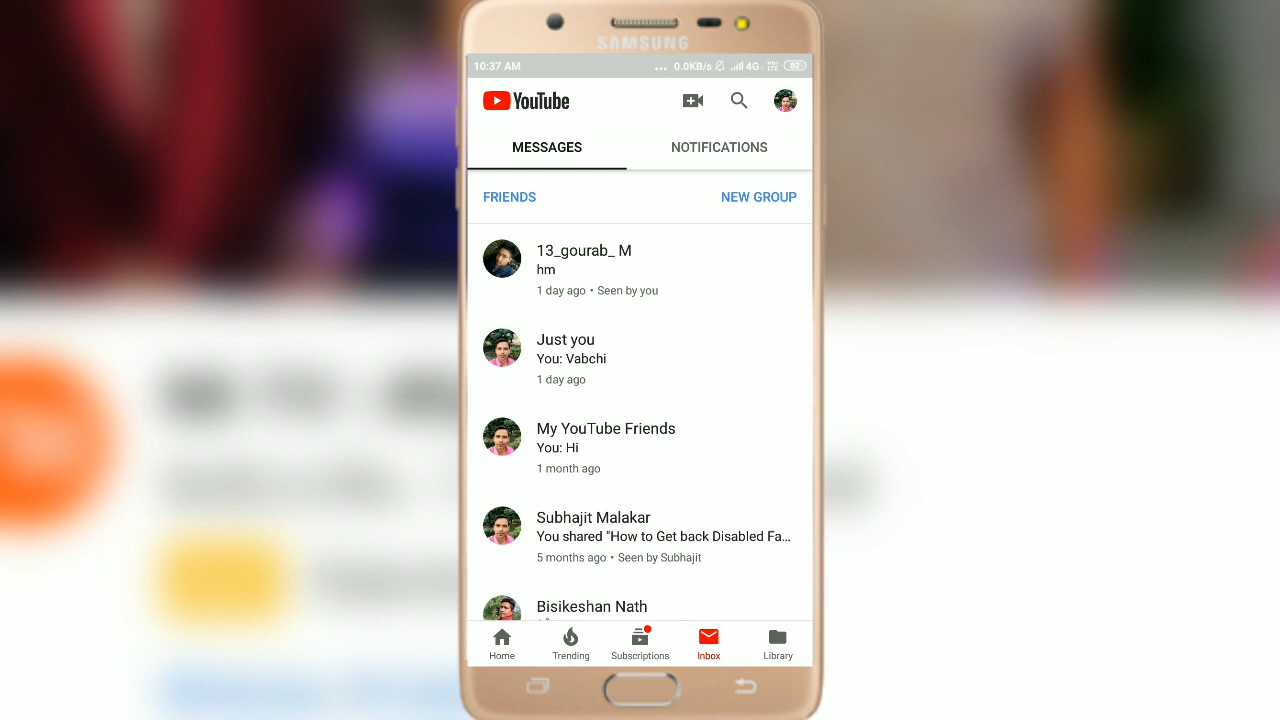 SAMSUNG
10:37 AM
... 0.0KB/s 4G VoLTE 82
YouTube
MESSAGES
NOTIFICATIONS
FRIENDS
NEW GROUP
13_gourab_ M
hm
1 day ago • Seen by you
Just you
You: Vabchi
1 day ago
My YouTube Friends
You: Hi
1 month ago
Subhajit Malakar
You shared "How to Get back Disabled Fa...
5 months ago • Seen by Subhajit
Bisikeshan Nath
Home
Trending
Subscriptions
Inbox
Library